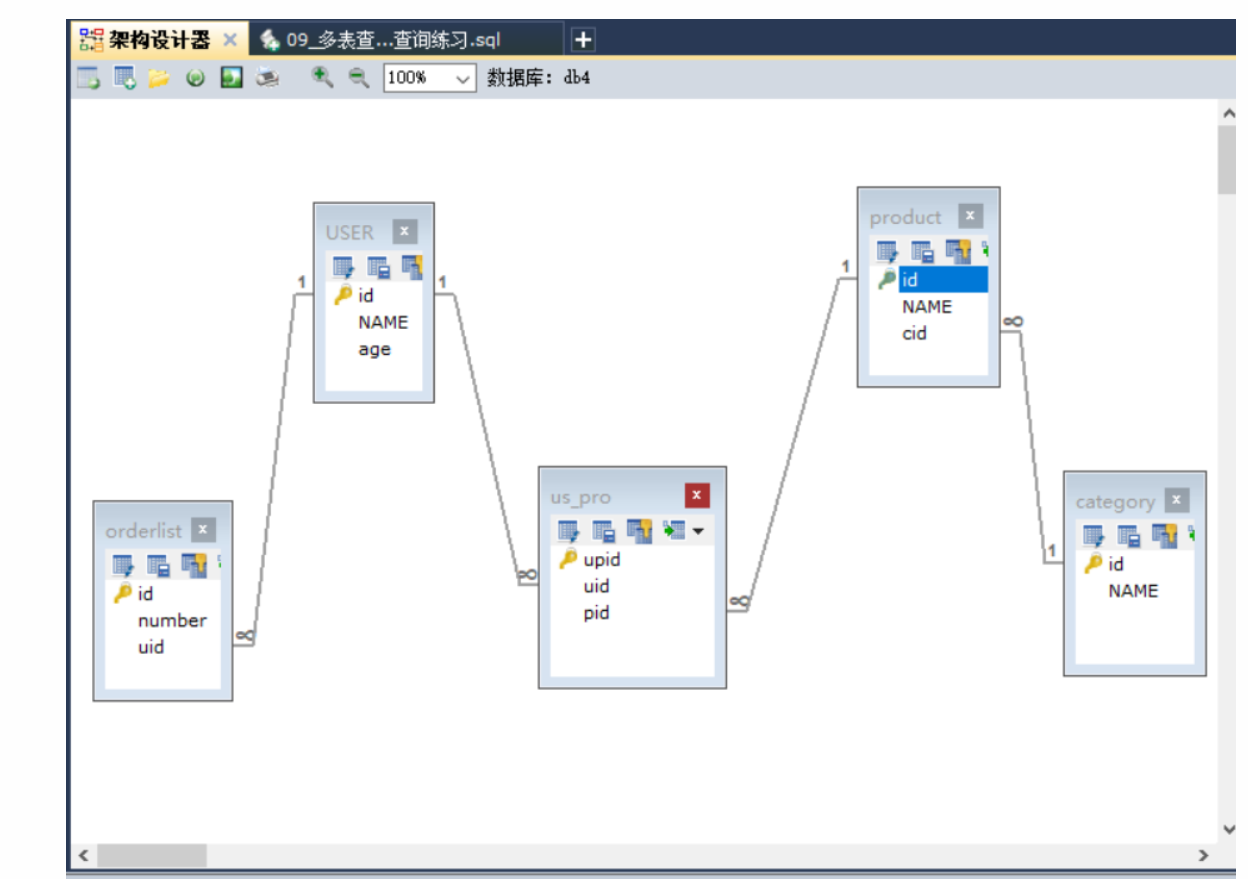 架构设计器 09_多表查...查询练习.sql
100% 数据库: db4
USER
1 1
id
NAME
age
product
1
id
NAME
cid
∞
orderlist
id
number
uid
∞
us_pro
upid
uid
pid
∞ ∞
category
1
id
NAME